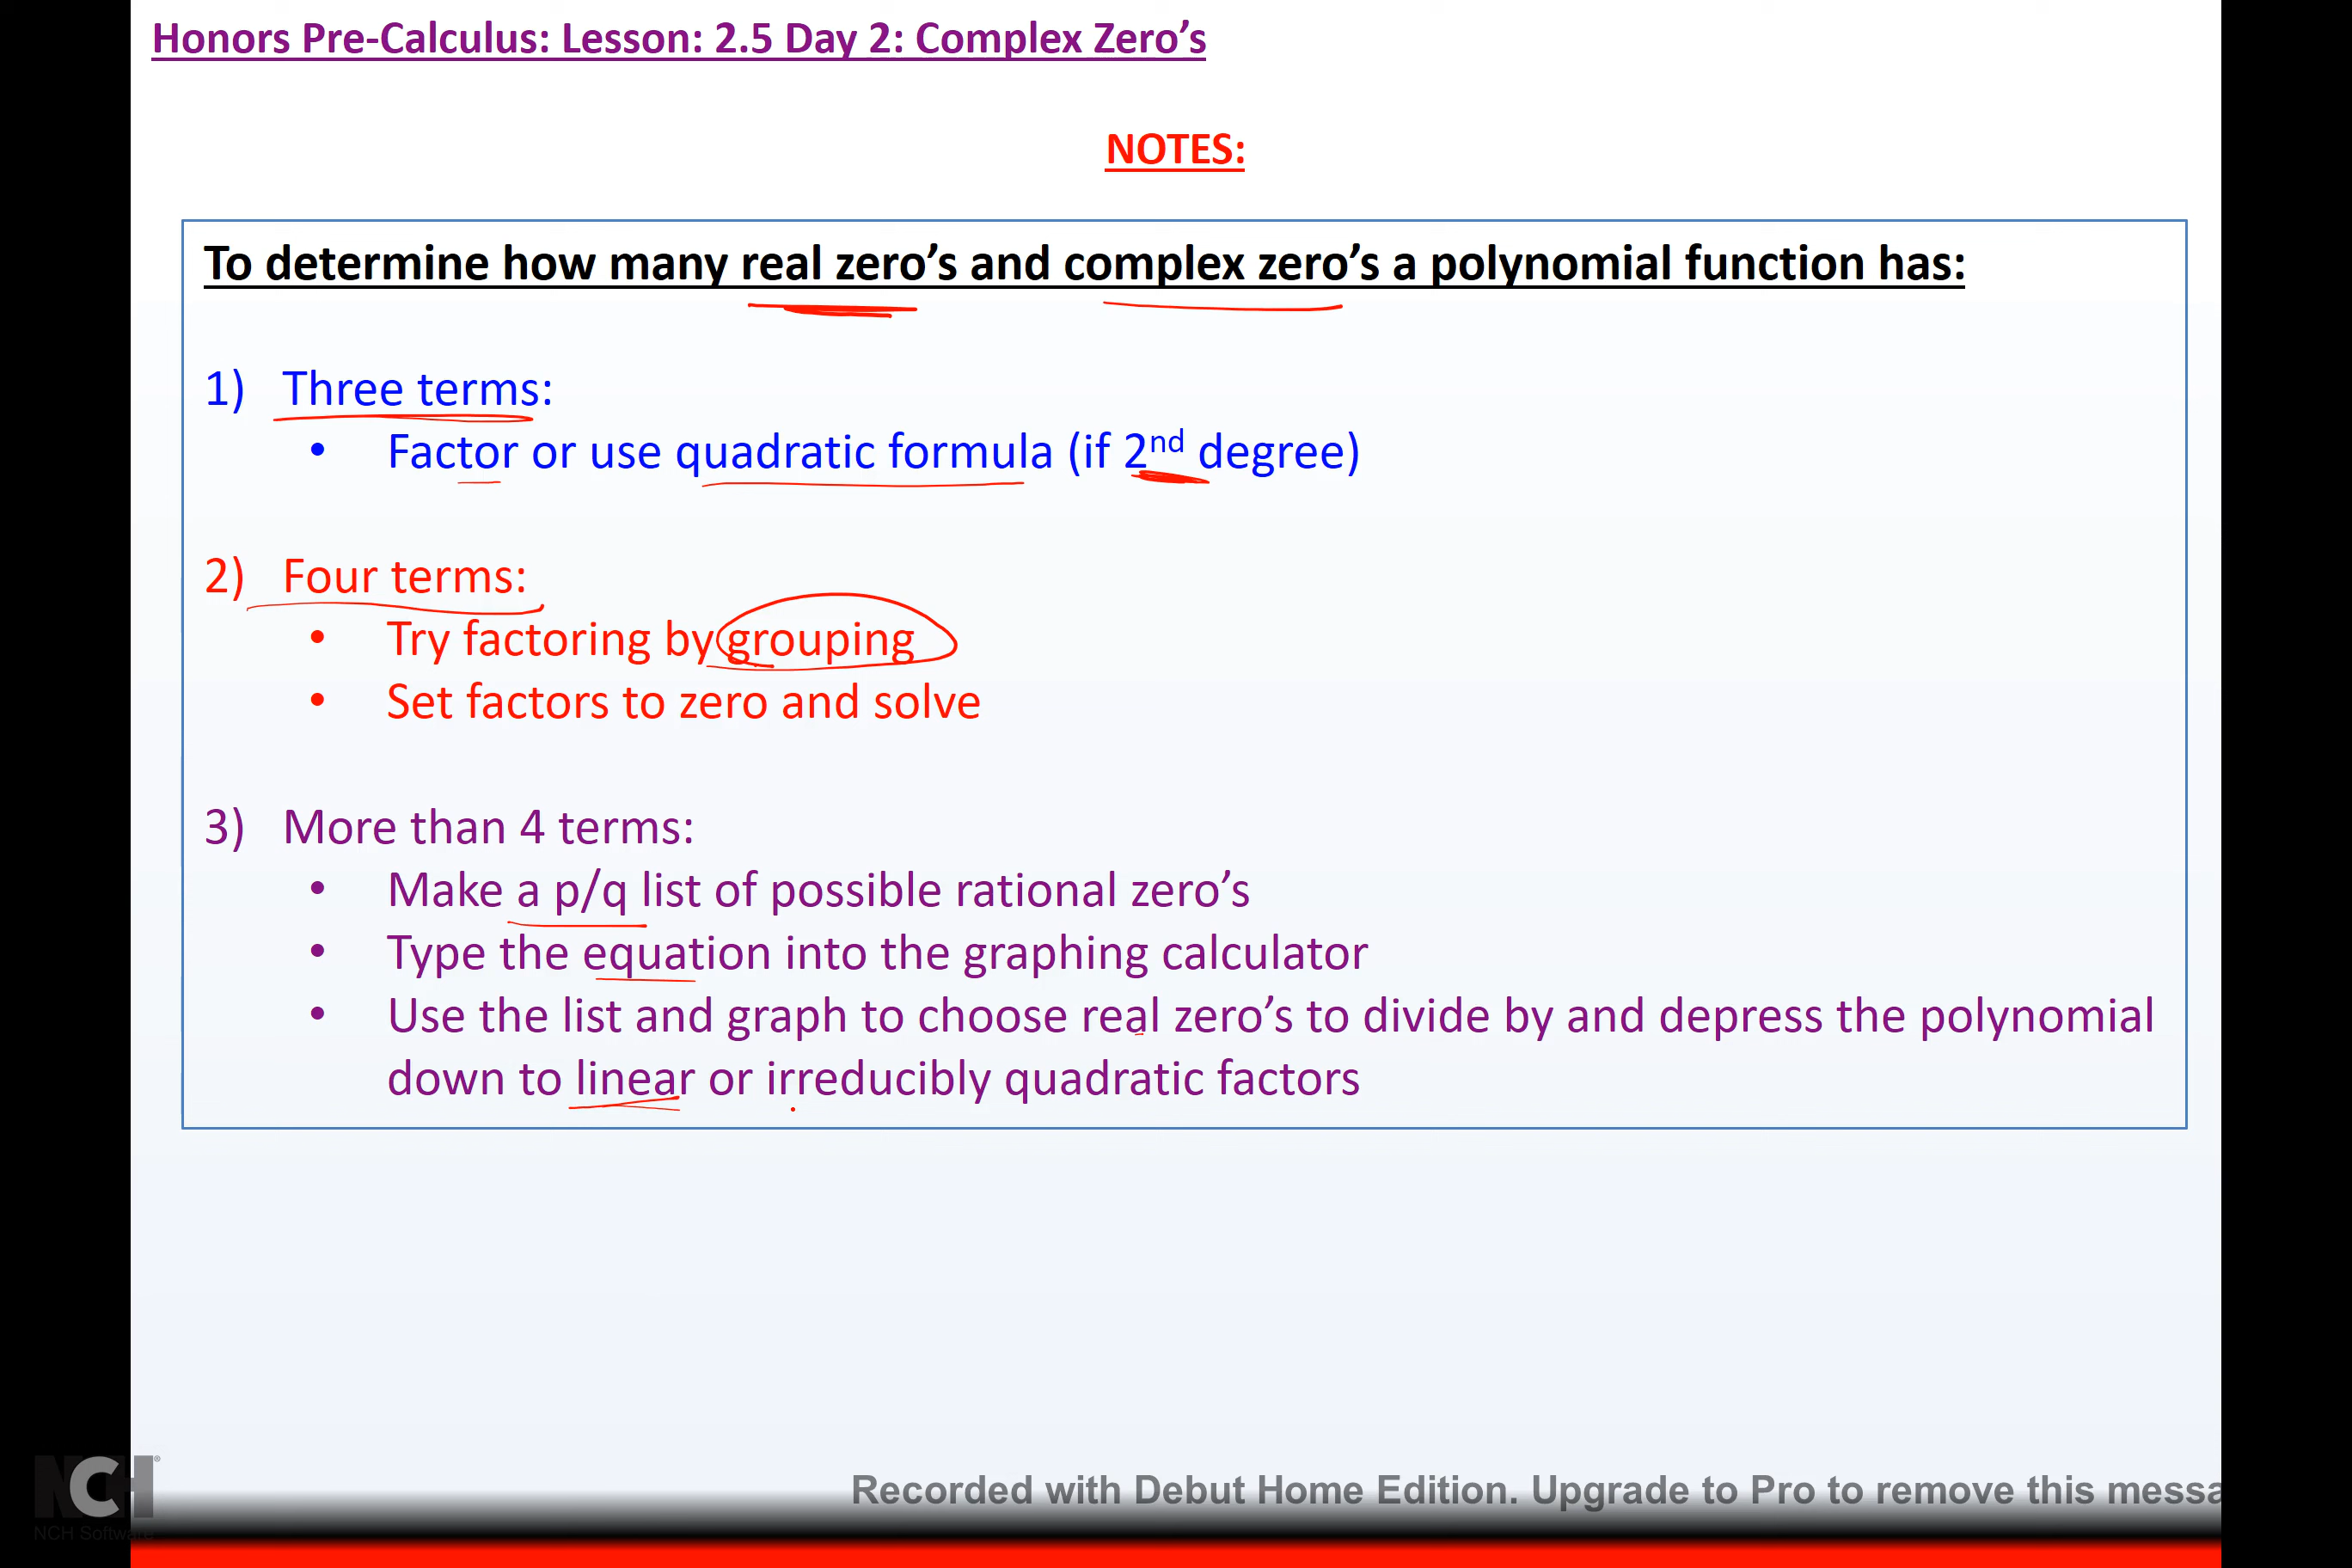 Honors Pre-Calculus: Lesson: 2.5 Day 2: Complex Zero’s
NOTES:
To determine how many real zero’s and complex zero’s a polynomial function has:
1) Three terms:
• Factor or use quadratic formula (if 2nd degree)
2) Four terms:
• Try factoring by grouping
• Set factors to zero and solve
3) More than 4 terms:
• Make a p/q list of possible rational zero’s
• Type the equation into the graphing calculator
• Use the list and graph to choose real zero’s to divide by and depress the polynomial
down to linear or irreducibly quadratic factors
NCH®
NCH Software
Recorded with Debut Home Edition. Upgrade to Pro to remove this messa